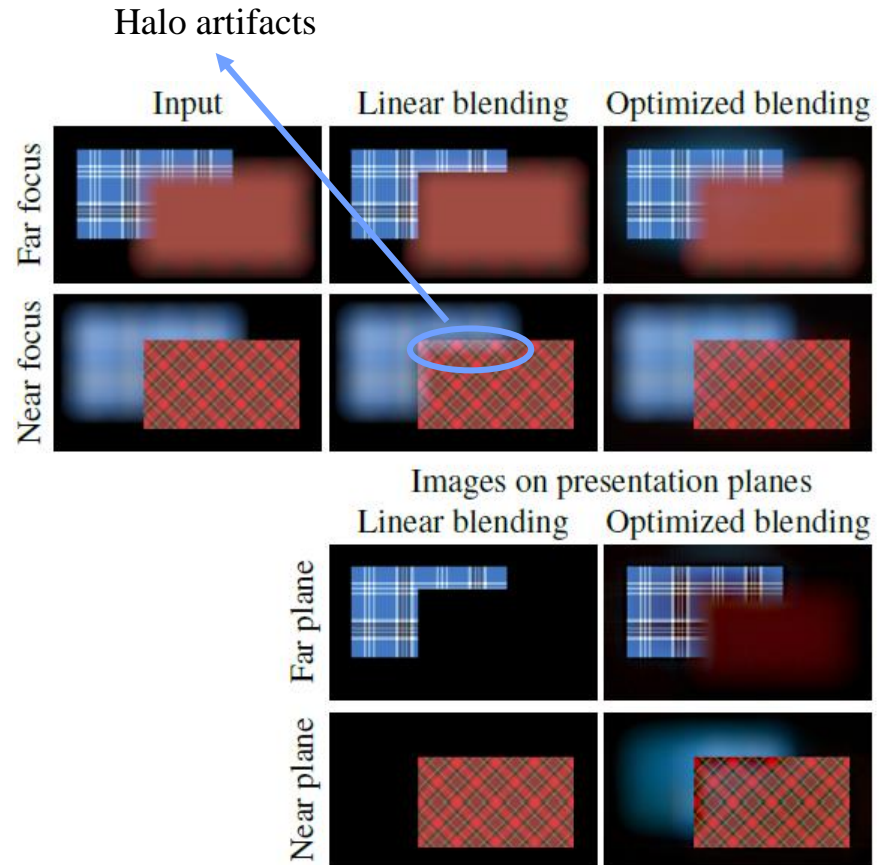 Halo artifacts
Input Linear blending Optimized blending
Far focus
Near focus
Images on presentation planes
Linear blending Optimized blending
Far plane
Near plane